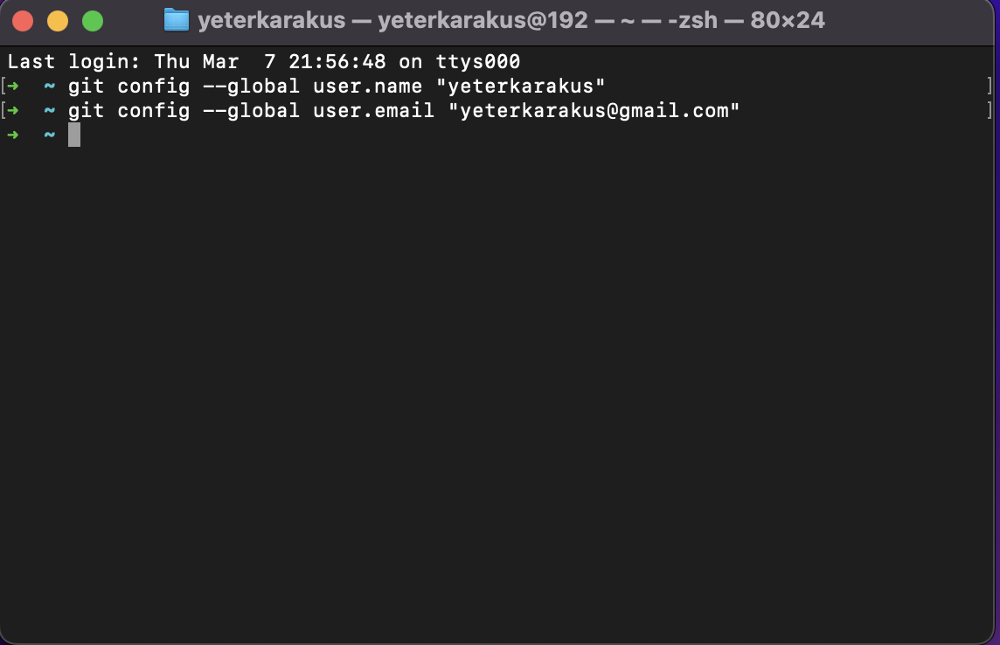 yeterkarakus — yeterkarakus@192 — ~ — -zsh — 80×24
Last login: Thu Mar  7 21:56:48 on ttys000
[➜  ~ git config --global user.name "yeterkarakus" ]
[➜  ~ git config --global user.email "yeterkarakus@gmail.com" ]
➜  ~